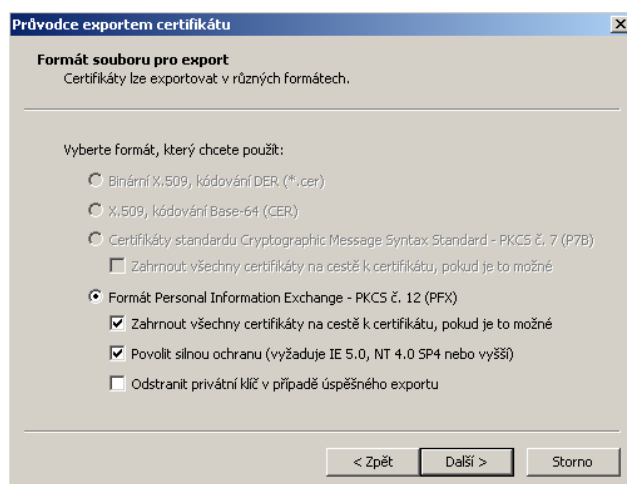 Průvodce exportem certifikátu
Formát souboru pro export
Certifikáty lze exportovat v různých formátech.
Vyberte formát, který chcete použít:
Binární X.509, kódování DER (*.cer)
X.509, kódování Base-64 (CER)
Certifikáty standardu Cryptographic Message Syntax Standard - PKCS č. 7 (P7B)
Zahrnout všechny certifikáty na cestě k certifikátu, pokud je to možné
Formát Personal Information Exchange - PKCS č. 12 (PFX)
Zahrnout všechny certifikáty na cestě k certifikátu, pokud je to možné
Povolit silnou ochranu (vyžaduje IE 5.0, NT 4.0 SP4 nebo vyšší)
Odstranit privátní klíč v případě úspěšného exportu
< Zpět Další > Storno